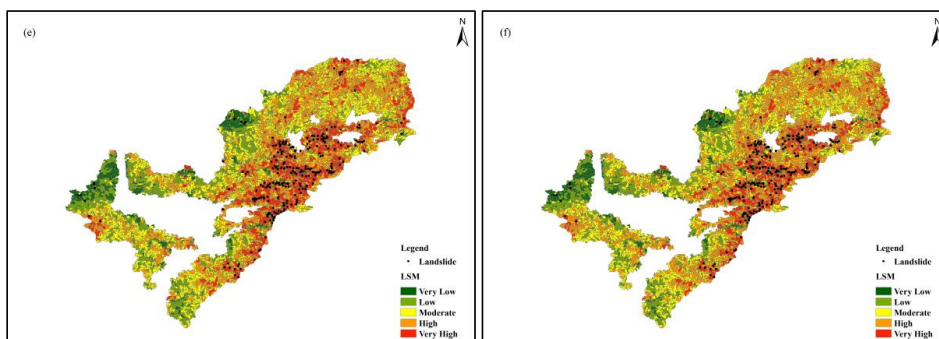 (e)
N
Legend
Landslide
LSM
Very Low
Low
Moderate
High
Very High
(f)
N
Legend
Landslide
LSM
Very Low
Low
Moderate
High
Very High